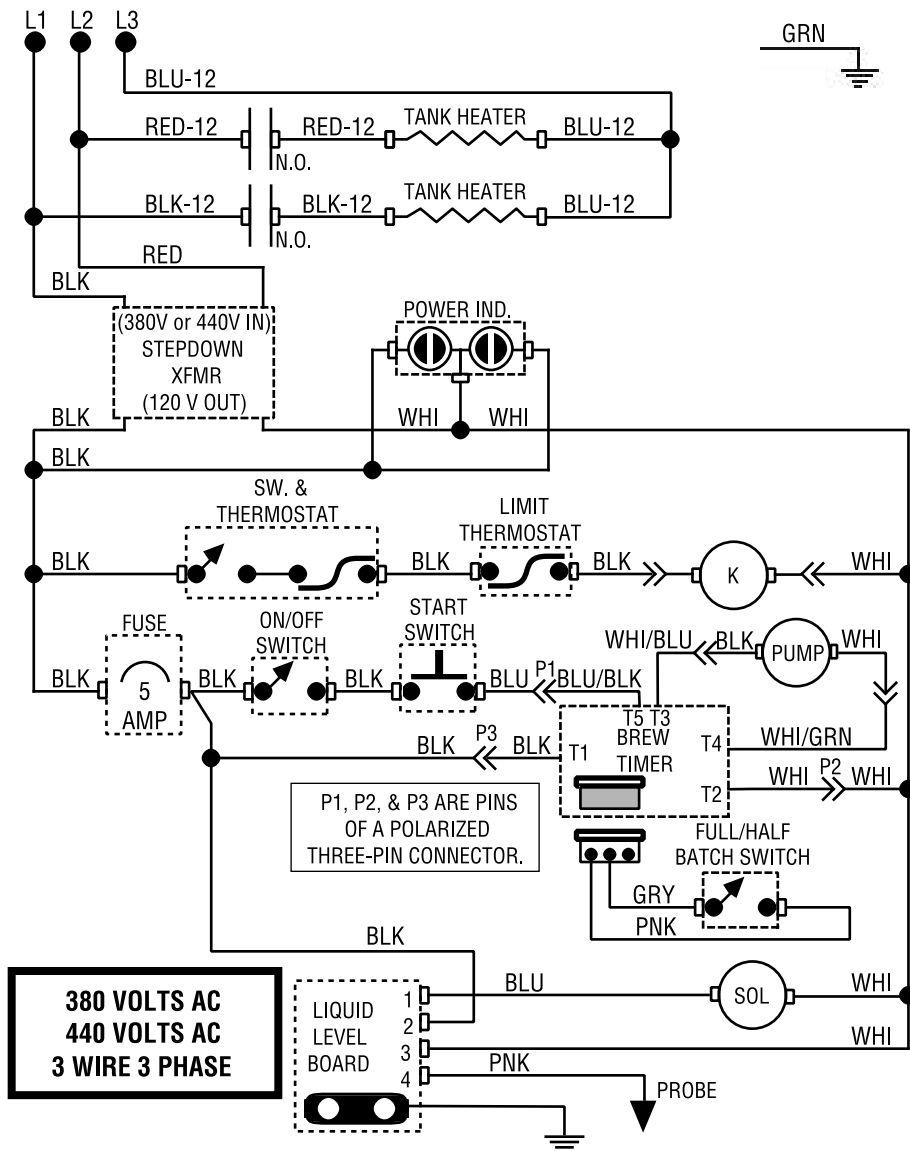 L1 L2 L3
GRN
BLU-12
RED-12 RED-12 TANK HEATER BLU-12
N.O.
BLK-12 BLK-12 TANK HEATER BLU-12
N.O.
RED
BLK
(380V or 440V IN)
STEPDOWN
XFMR
(120 V OUT)
POWER IND.
BLK WHI WHI
BLK
SW. &
THERMOSTAT
LIMIT
THERMOSTAT
BLK BLK BLK K WHI
FUSE
ON/OFF
SWITCH
START
SWITCH
WHI/BLU BLK PUMP WHI
BLK 5
AMP
BLK BLK BLU P1 BLU/BLK
T5 T3
BREW
TIMER
T1 T4
T2
BLK P3 BLK
WHI/GRN
WHI P2 WHI
P1, P2, & P3 ARE PINS
OF A POLARIZED
THREE-PIN CONNECTOR.
FULL/HALF
BATCH SWITCH
GRY
PNK
BLK
380 VOLTS AC
440 VOLTS AC
3 WIRE 3 PHASE
LIQUID
LEVEL
BOARD
1 BLU SOL WHI
2
3 WHI
4 PNK
PROBE